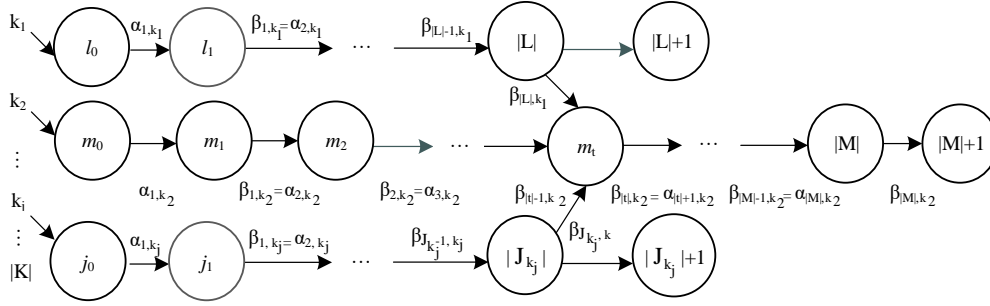 k₁ l₀ α₁,ₖ₁ l₁ β₁,ₖ₁=α₂,ₖ₁ ... β|L|-1,ₖ₁ |L| |L|+1
β|L|,ₖ₁
k₂ m₀ m₁ m₂ ... mₜ ... |M| |M|+1
⋮ α₁,ₖ₂ β₁,ₖ₂=α₂,ₖ₂ β₂,ₖ₂=α₃,ₖ₂ β|t|-1,ₖ₂ β|t|,ₖ₂= α|t|+1,ₖ₂ β|M|-1,ₖ₂=α|M|,ₖ₂ β|M|,ₖ₂
kⱼ
⋮ j₀ α₁,ₖⱼ j₁ β₁,ₖⱼ=α₂,ₖⱼ ... βJₖⱼ-1,ₖⱼ |Jₖⱼ| βJₖⱼ,ₖ |Jₖⱼ|+1
|K|